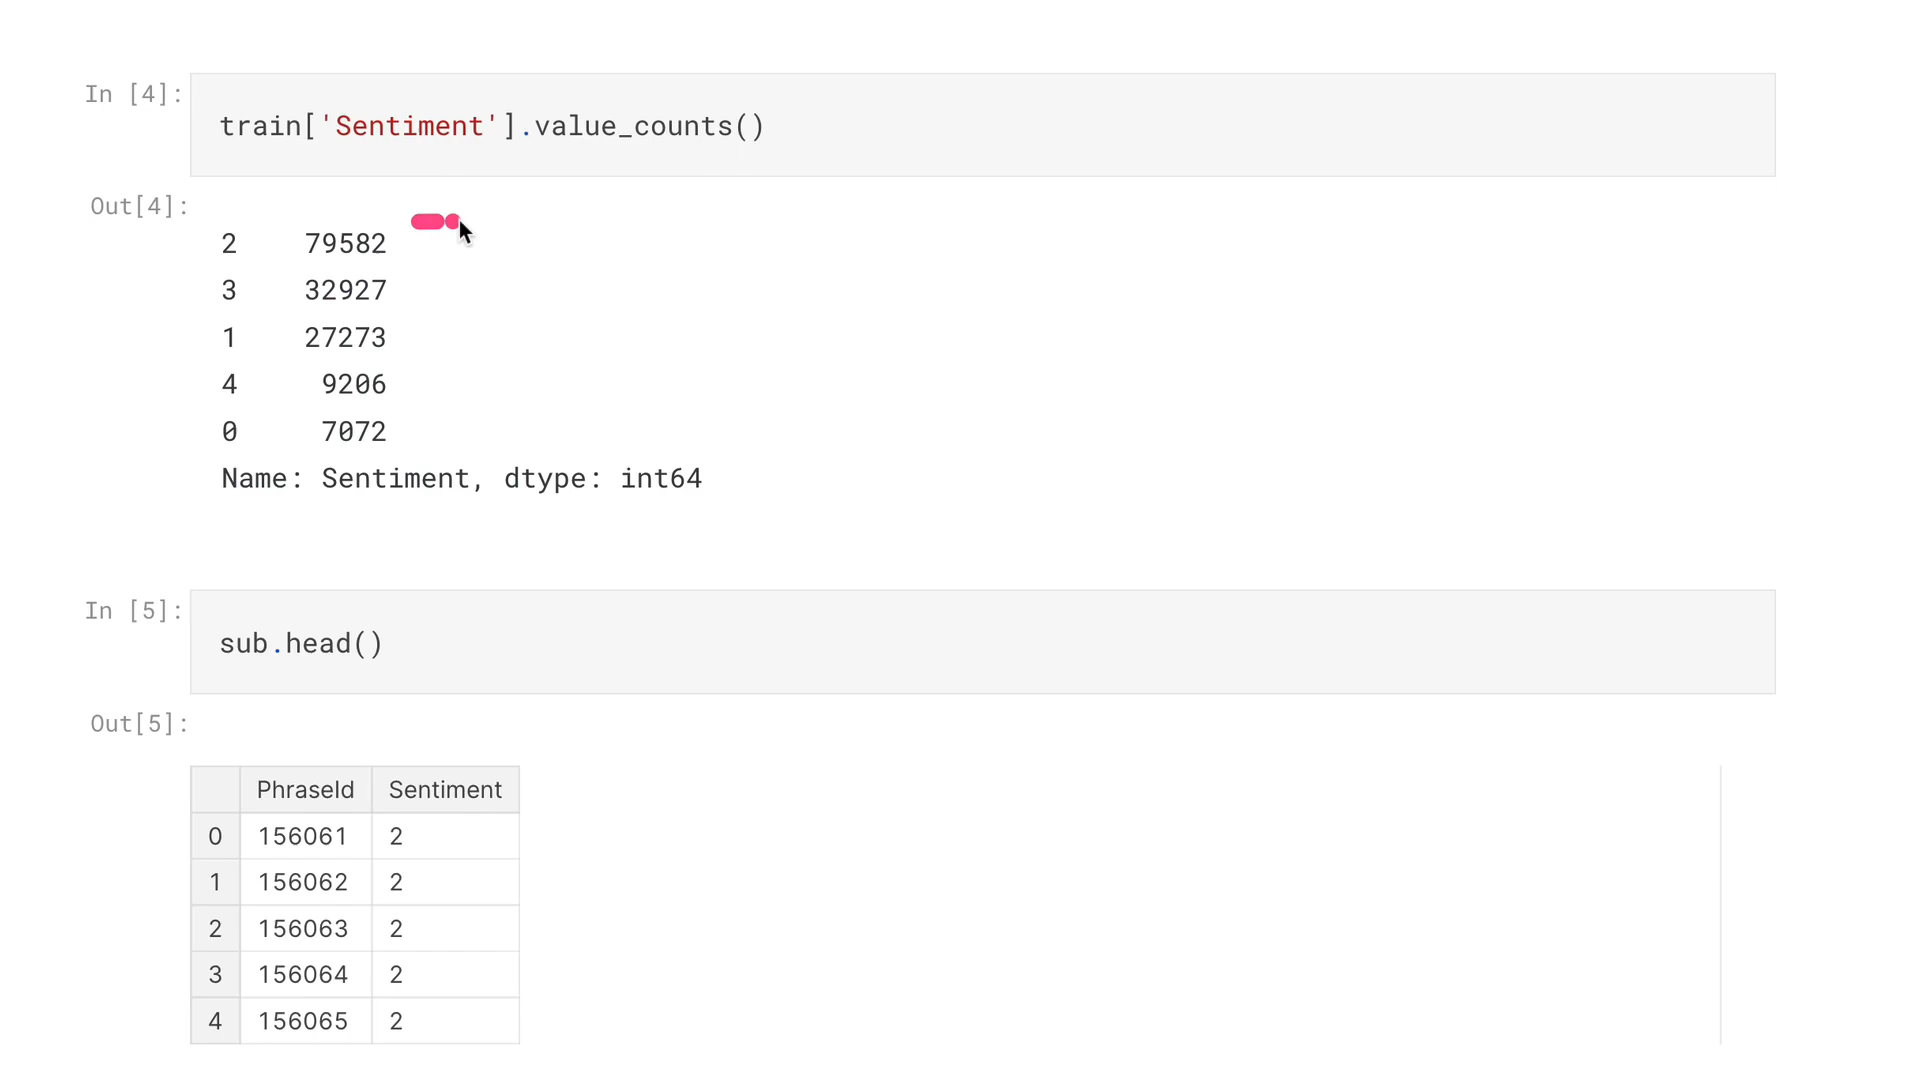 In [4]:
train['Sentiment'].value_counts()
Out[4]:
2    79582
3    32927
1    27273
4     9206
0     7072
Name: Sentiment, dtype: int64
In [5]:
sub.head()
Out[5]:
PhraseId Sentiment
0 156061 2
1 156062 2
2 156063 2
3 156064 2
4 156065 2